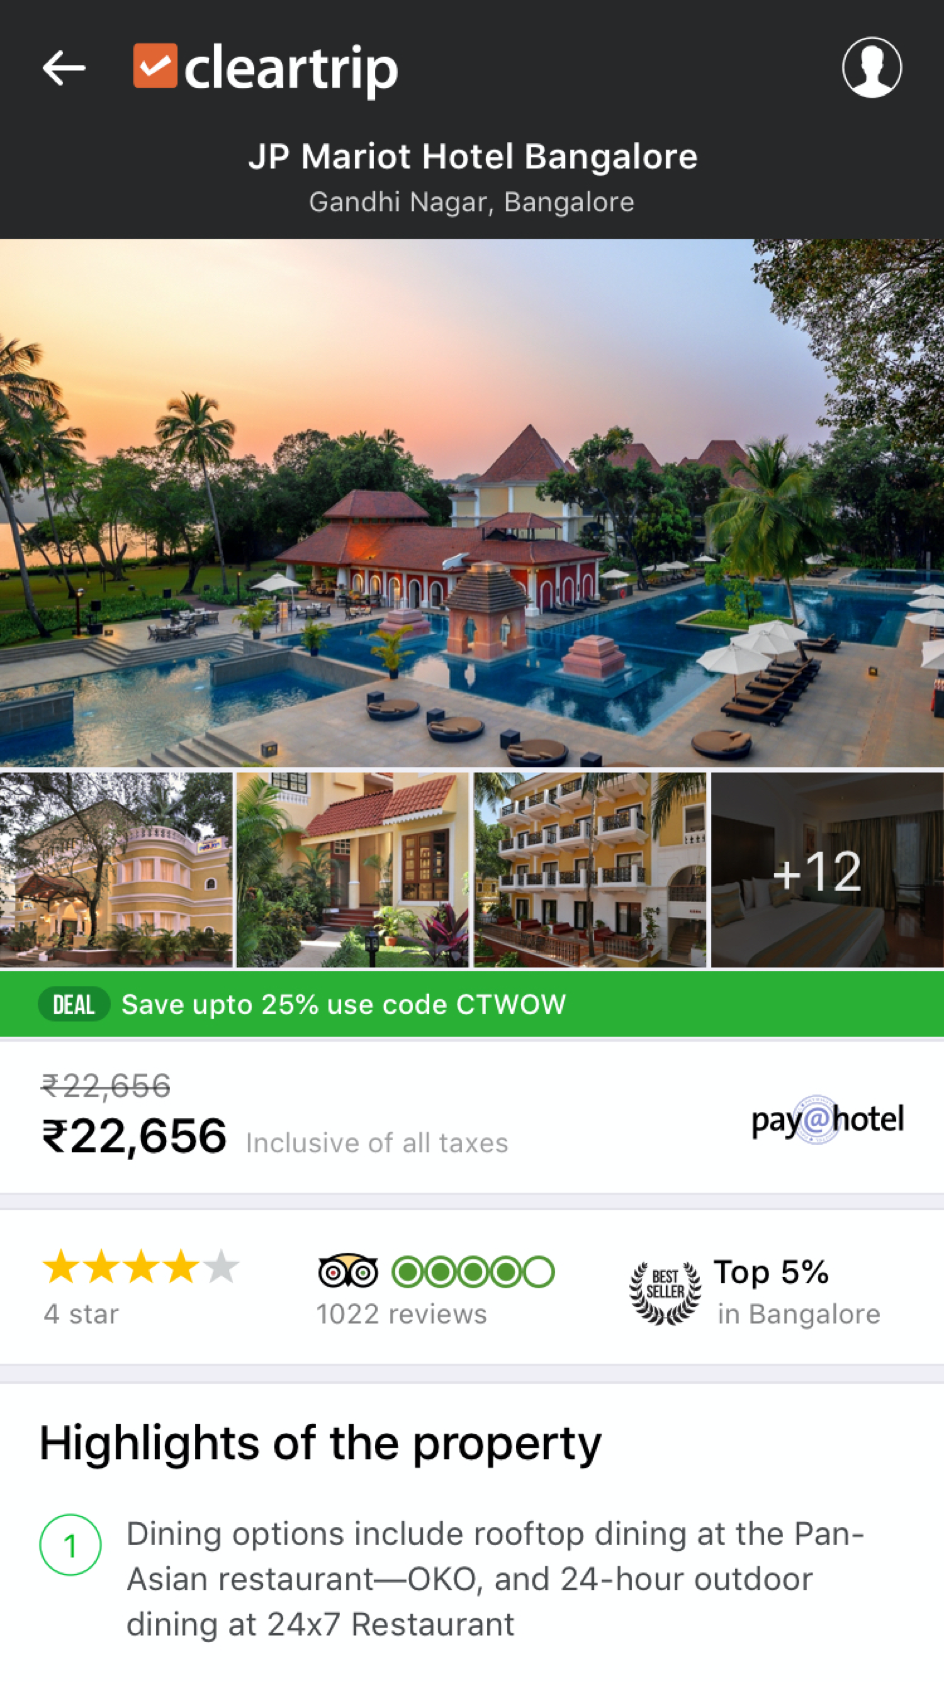 cleartrip
JP Mariot Hotel Bangalore
Gandhi Nagar, Bangalore
+12
DEAL Save upto 25% use code CTWOW
₹22,656
₹22,656 Inclusive of all taxes
pay@hotel
4 star
1022 reviews
BEST
SELLER
Top 5%
in Bangalore
Highlights of the property
1
Dining options include rooftop dining at the Pan-
Asian restaurant—OKO, and 24-hour outdoor
dining at 24x7 Restaurant